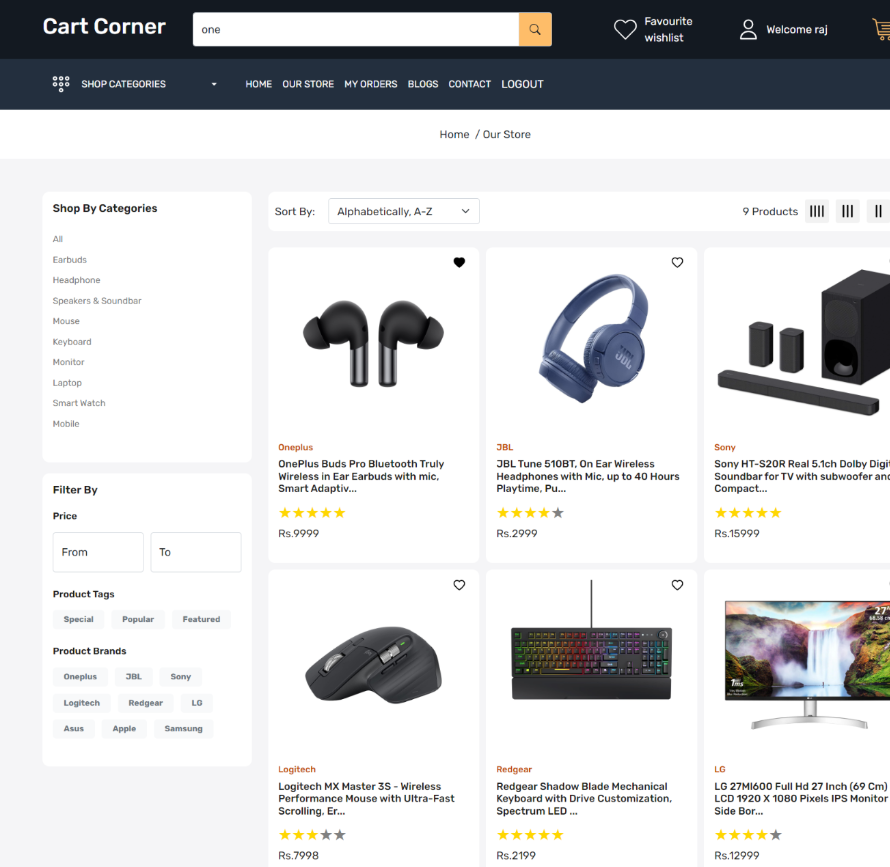 Cart Corner
one
Favourite
wishlist
Welcome raj
SHOP CATEGORIES
HOME OUR STORE MY ORDERS BLOGS CONTACT LOGOUT
Home / Our Store
Shop By Categories
All
Earbuds
Headphone
Speakers & Soundbar
Mouse
Keyboard
Monitor
Laptop
Smart Watch
Mobile
Filter By
Price
From To
Product Tags
Special Popular Featured
Product Brands
Oneplus JBL Sony
Logitech Redgear LG
Asus Apple Samsung
Sort By: Alphabetically, A-Z
9 Products
JBL
Oneplus
OnePlus Buds Pro Bluetooth Truly
Wireless in Ear Earbuds with mic,
Smart Adaptiv...
Rs.9999
JBL
JBL Tune 510BT, On Ear Wireless
Headphones with Mic, up to 40 Hours
Playtime, Pu...
Rs.2999
Sony
Sony HT-S20R Real 5.1ch Dolby Digit
Soundbar for TV with subwoofer and
Compact...
Rs.15999
Logitech
Logitech MX Master 3S - Wireless
Performance Mouse with Ultra-Fast
Scrolling, Er...
Rs.7998
Redgear
Redgear Shadow Blade Mechanical
Keyboard with Drive Customization,
Spectrum LED ...
Rs.2199
27"
1ms
LG
LG 27Ml600 Full Hd 27 Inch (69 Cm)
LCD 1920 X 1080 Pixels IPS Monitor
Side Bor...
Rs.12999